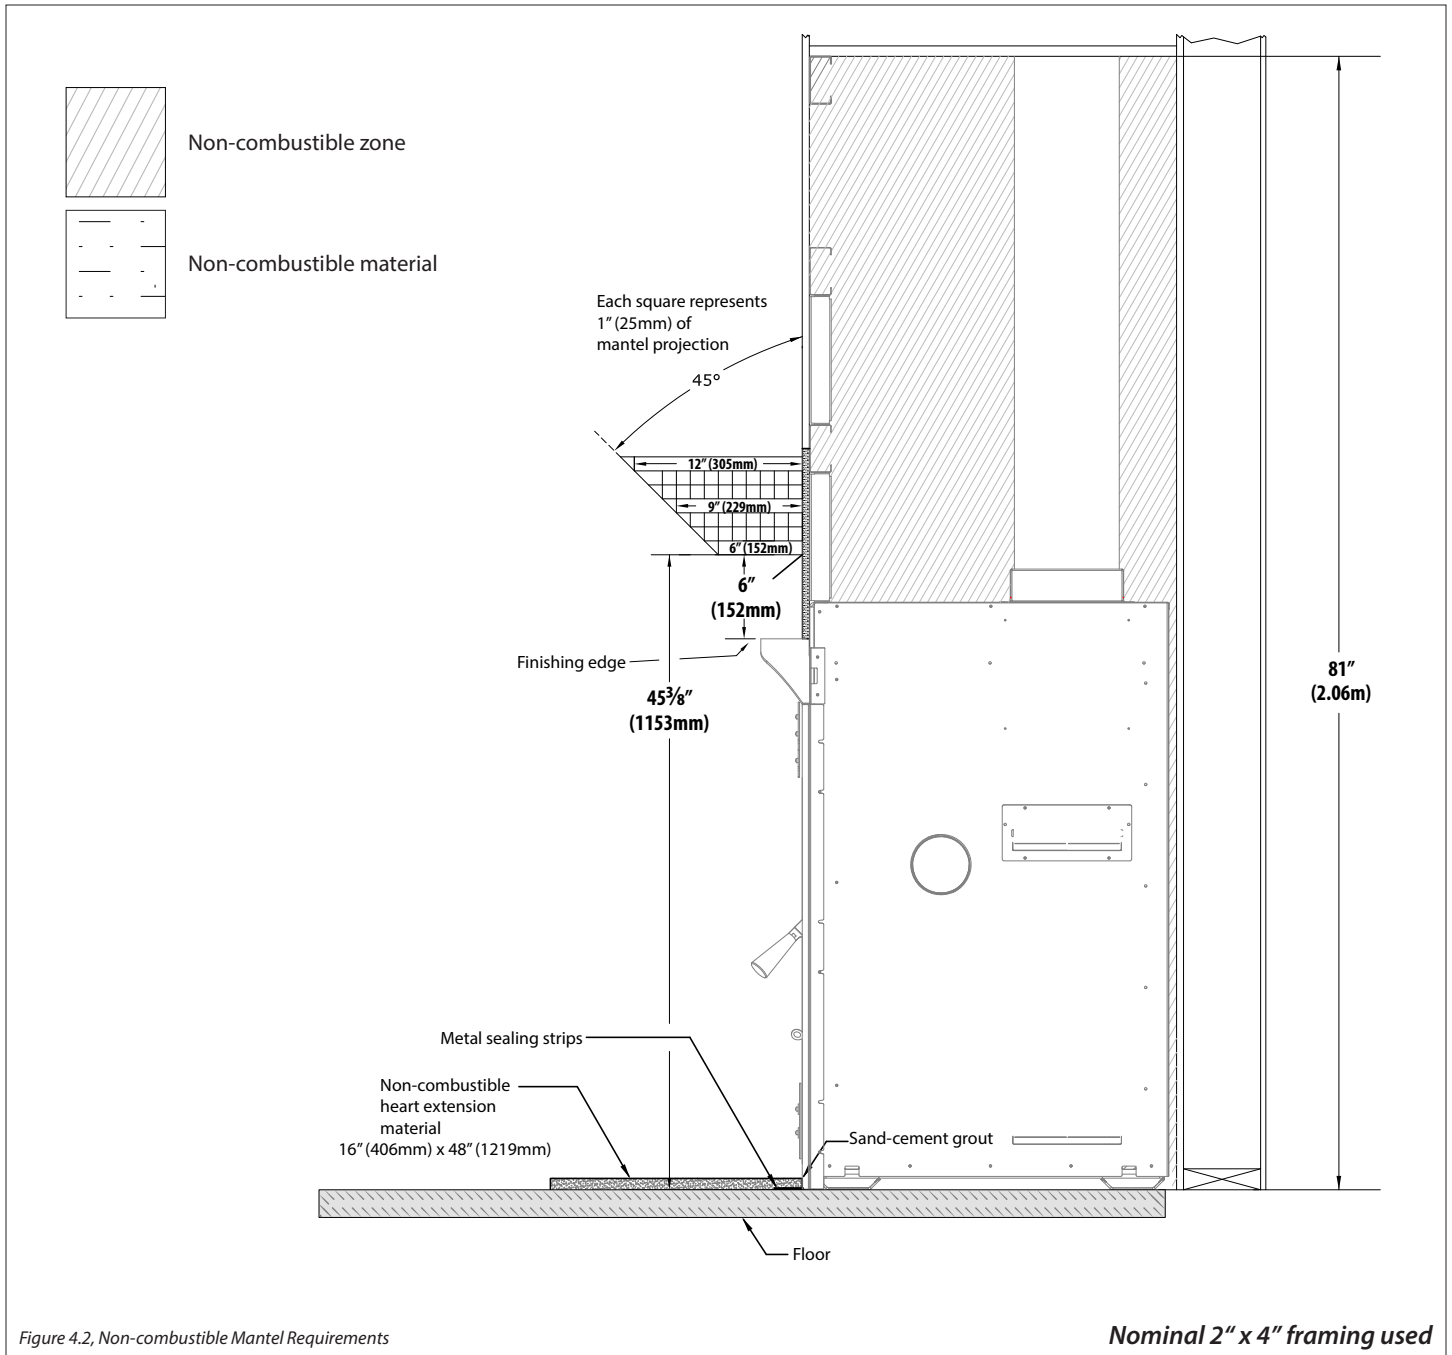 Non-combustible zone
Non-combustible material
Each square represents
1” (25mm) of
mantel projection
45°
12” (305mm)
9” (229mm)
6” (152mm)
6”
(152mm)
Finishing edge
45⅜”
(1153mm)
81”
(2.06m)
Metal sealing strips
Non-combustible
heart extension
material
16” (406mm) x 48” (1219mm)
Sand-cement grout
Floor
Figure 4.2, Non-combustible Mantel Requirements
Nominal 2“ x 4” framing used